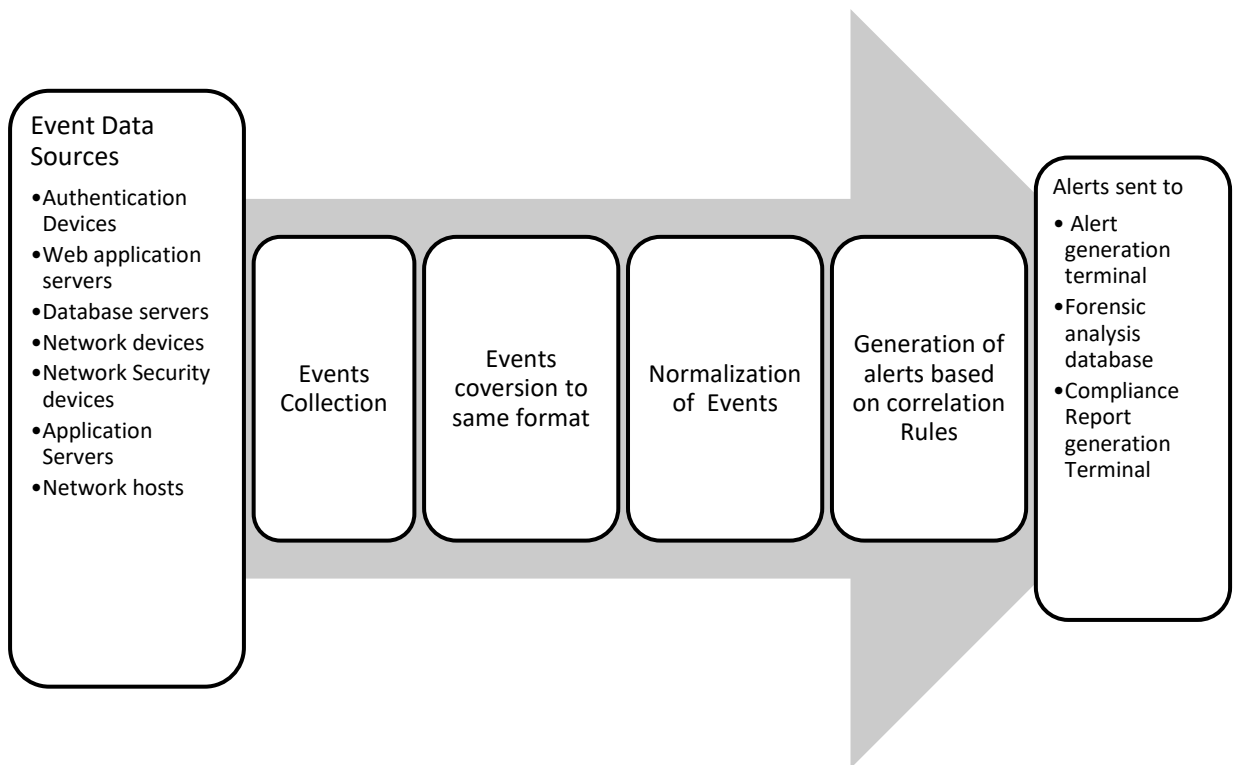 Event Data
Sources
•Authentication
Devices
•Web application
servers
•Database servers
•Network devices
•Network Security
devices
•Application
Servers
•Network hosts
Events
Collection
Events
coversion to
same format
Normalization
of Events
Generation of
alerts based
on correlation
Rules
Alerts sent to
• Alert
generation
terminal
•Forensic
analysis
database
•Compliance
Report
generation
Terminal